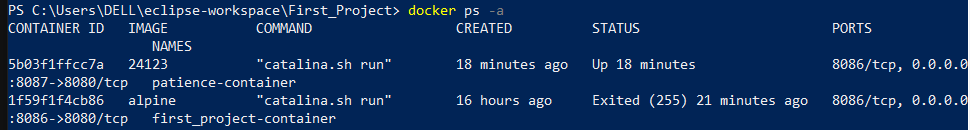 PS C:\Users\DELL\eclipse-workspace\First_Project> docker ps -a
CONTAINER ID   IMAGE     COMMAND             CREATED          STATUS                       PORTS
NAMES
5b03f1ffcc7a   24123     "catalina.sh run"   18 minutes ago   Up 18 minutes                8086/tcp, 0.0.0.0
:8087->8080/tcp   patience-container
1f59f1f4cb86   alpine    "catalina.sh run"   16 hours ago     Exited (255) 21 minutes ago   8086/tcp, 0.0.0.0
:8086->8080/tcp   first_project-container